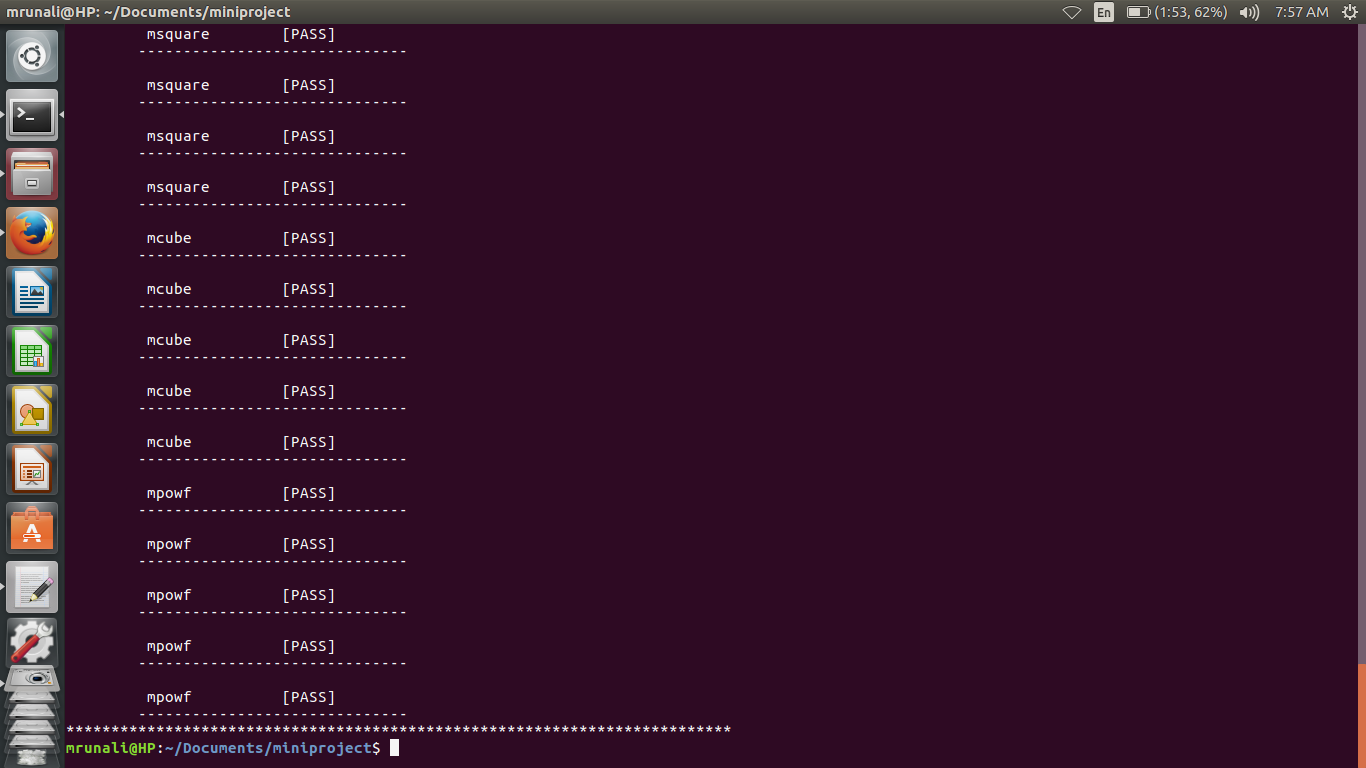 mrunali@HP: ~/Documents/miniproject
En (1:53, 62%) 7:57 AM
msquare [PASS]
------------------------------
msquare [PASS]
------------------------------
msquare [PASS]
------------------------------
msquare [PASS]
------------------------------
mcube [PASS]
------------------------------
mcube [PASS]
------------------------------
mcube [PASS]
------------------------------
mcube [PASS]
------------------------------
mcube [PASS]
------------------------------
mpowf [PASS]
------------------------------
mpowf [PASS]
------------------------------
mpowf [PASS]
------------------------------
mpowf [PASS]
------------------------------
mpowf [PASS]
------------------------------
**************************************************************************
mrunali@HP:~/Documents/miniproject$